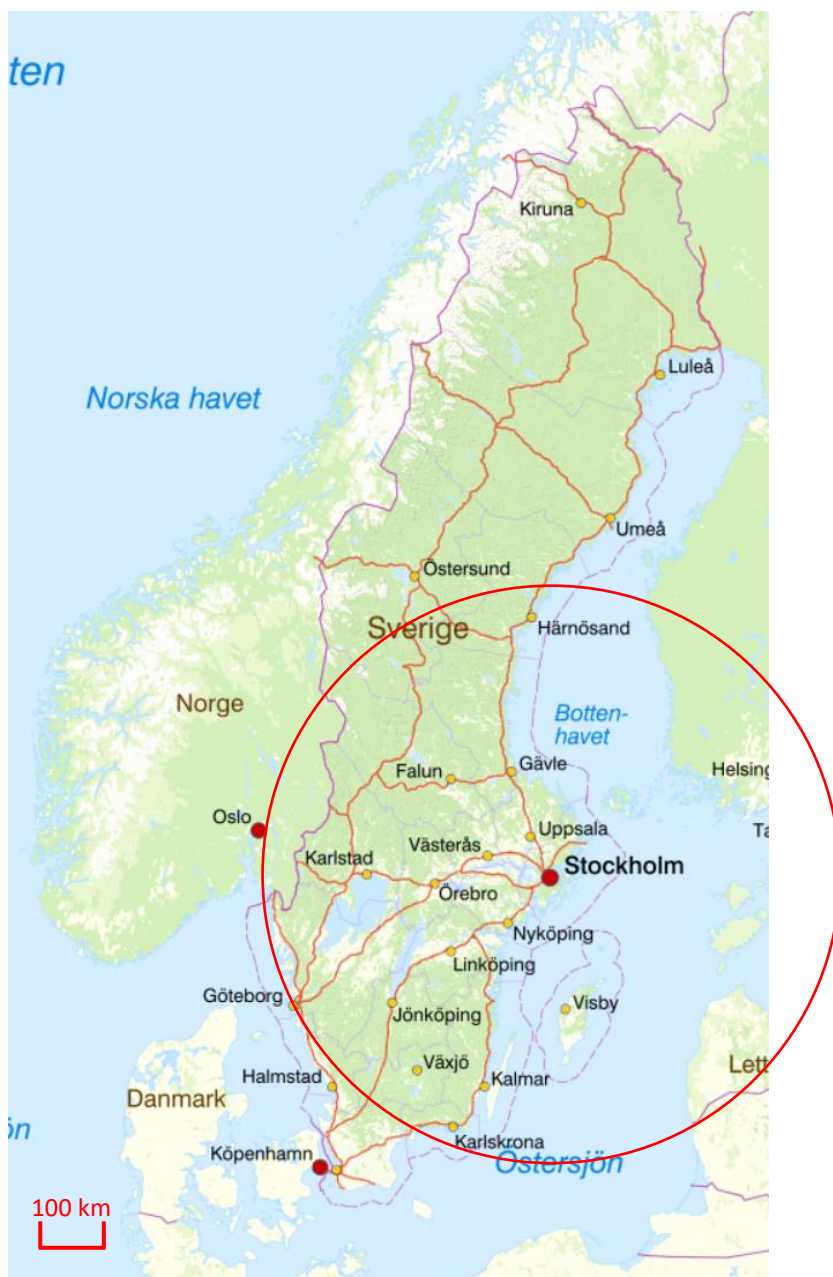 ten
Kiruna
Luleå
Norska havet
Umeå
Östersund
Sverige
Härnösand
Norge
Botten-
havet
Falun
Gävle
Helsing
Oslo
Uppsala
Ta
Västerås
Karlstad
Stockholm
Örebro
Nyköping
Linköping
Göteborg
Visby
Jönköping
Växjö
Lett
Halmstad
Kalmar
Danmark
Karlskrona
ön
Köpenhamn
Östersjön
100 km